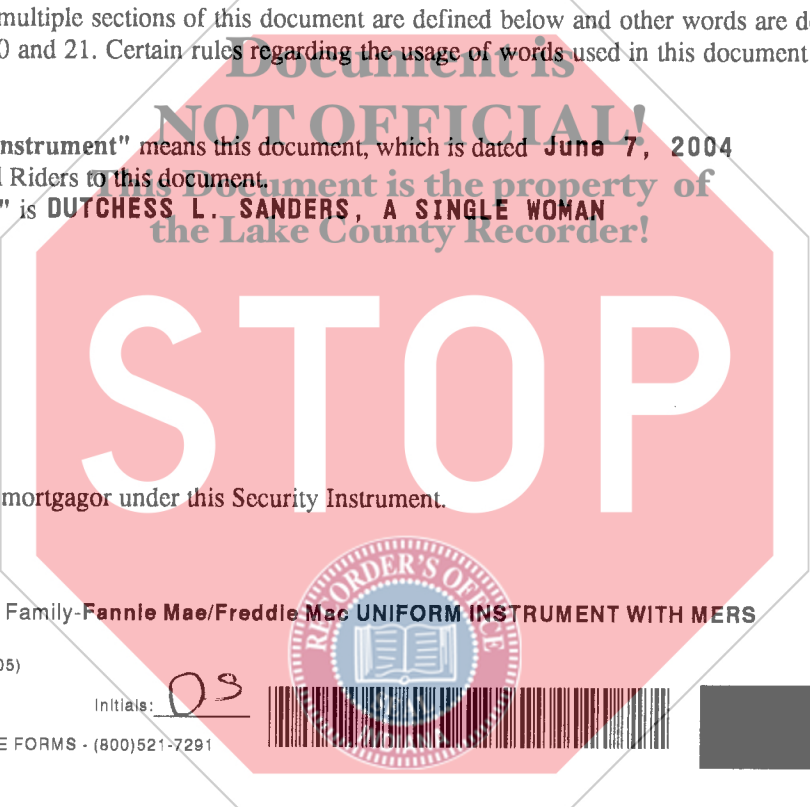 multiple sections of this document are defined below and other words are d
0 and 21. Certain rules regarding the usage of words used in this document
Document is
NOT OFFICIAL!
nstrument" means this document, which is dated June 7, 2004
l Riders to this document.
This Document is the property of
" is DUTCHESS L. SANDERS, A SINGLE WOMAN
the Lake County Recorder!
STOP
mortgagor under this Security Instrument.
RECORDER'S OFFICE
Family-Fannie Mae/Freddie Mac UNIFORM INSTRUMENT WITH MERS
05)
Initials: DS
SEAL
INDIANA
E FORMS - (800)521-7291